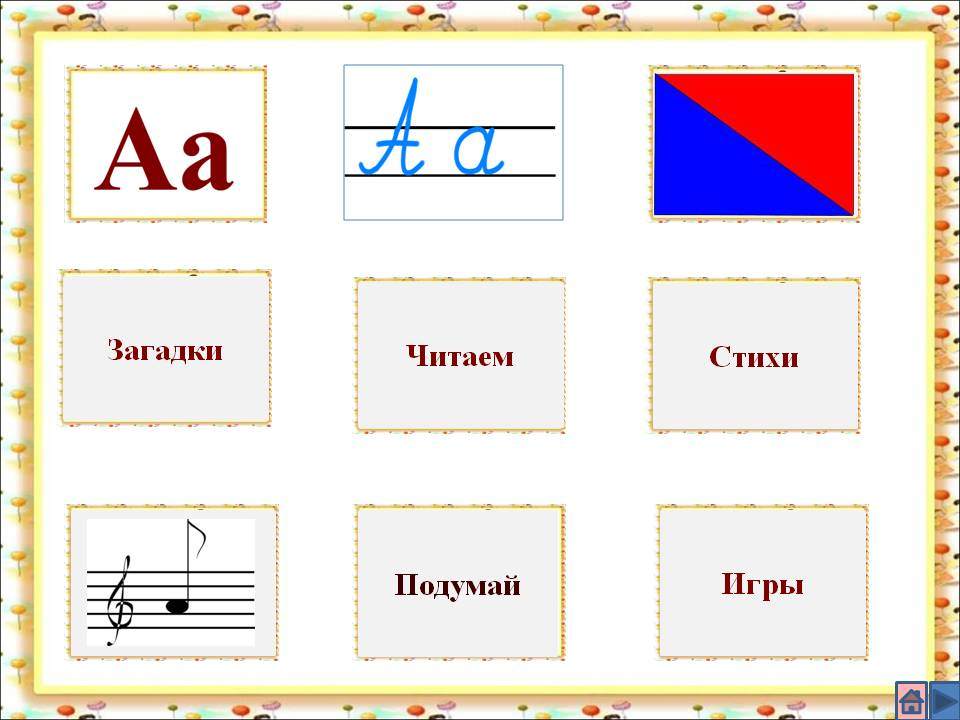 Аа
А а
Загадки
Читаем
Стихи
Подумай
Игры